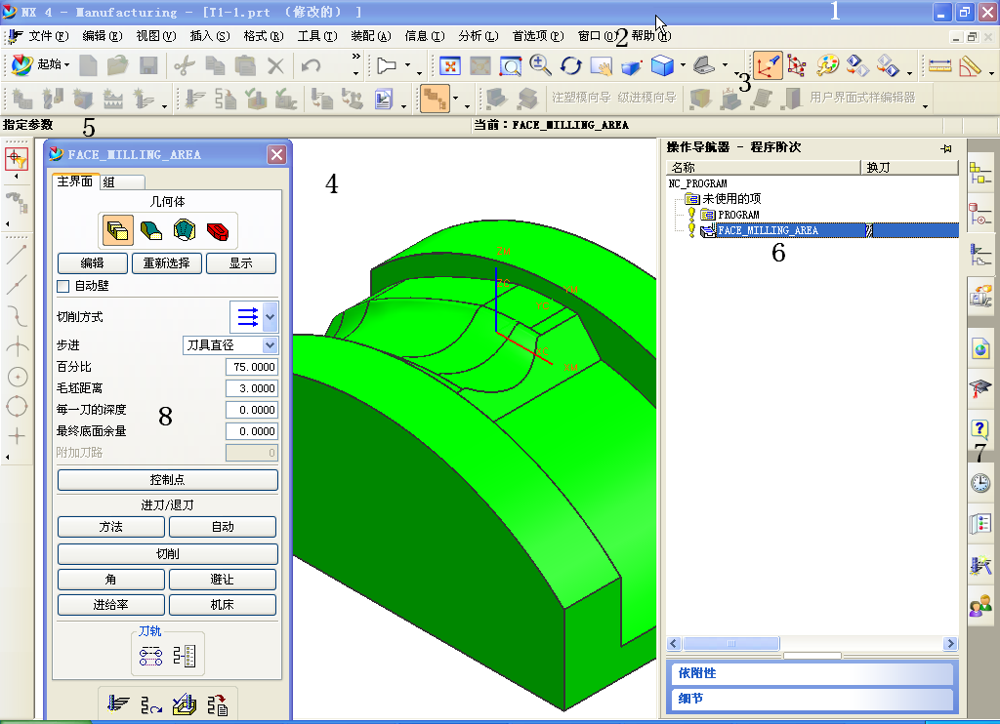 NX 4 - Manufacturing - [T1-1.prt （修改的） ]
1
文件(F) 编辑(E) 视图(V) 插入(S) 格式(R) 工具(T) 装配(A) 信息(I) 分析(L) 首选项(P) 窗口(O) 帮助(H)
2
起始
3
注塑模向导 级进模向导 用户界面式样编辑器
指定参数 5 当前：FACE_MILLING_AREA
FACE_MILLING_AREA
主界面 组
几何体
编辑 重新选择 显示
自动壁
切削方式
步进 刀具直径
百分比 75.0000
毛坯距离 3.0000
每一刀的深度 0.0000
最终底面余量 0.0000
附加刀路 0
8
控制点
进刀/退刀
方法 自动
切削
角 避让
进给率 机床
刀轨
4
操作导航器 - 程序阶次
名称 换刀
NC_PROGRAM
未使用的项
PROGRAM
FACE_MILLING_AREA
6
7
依附性
细节